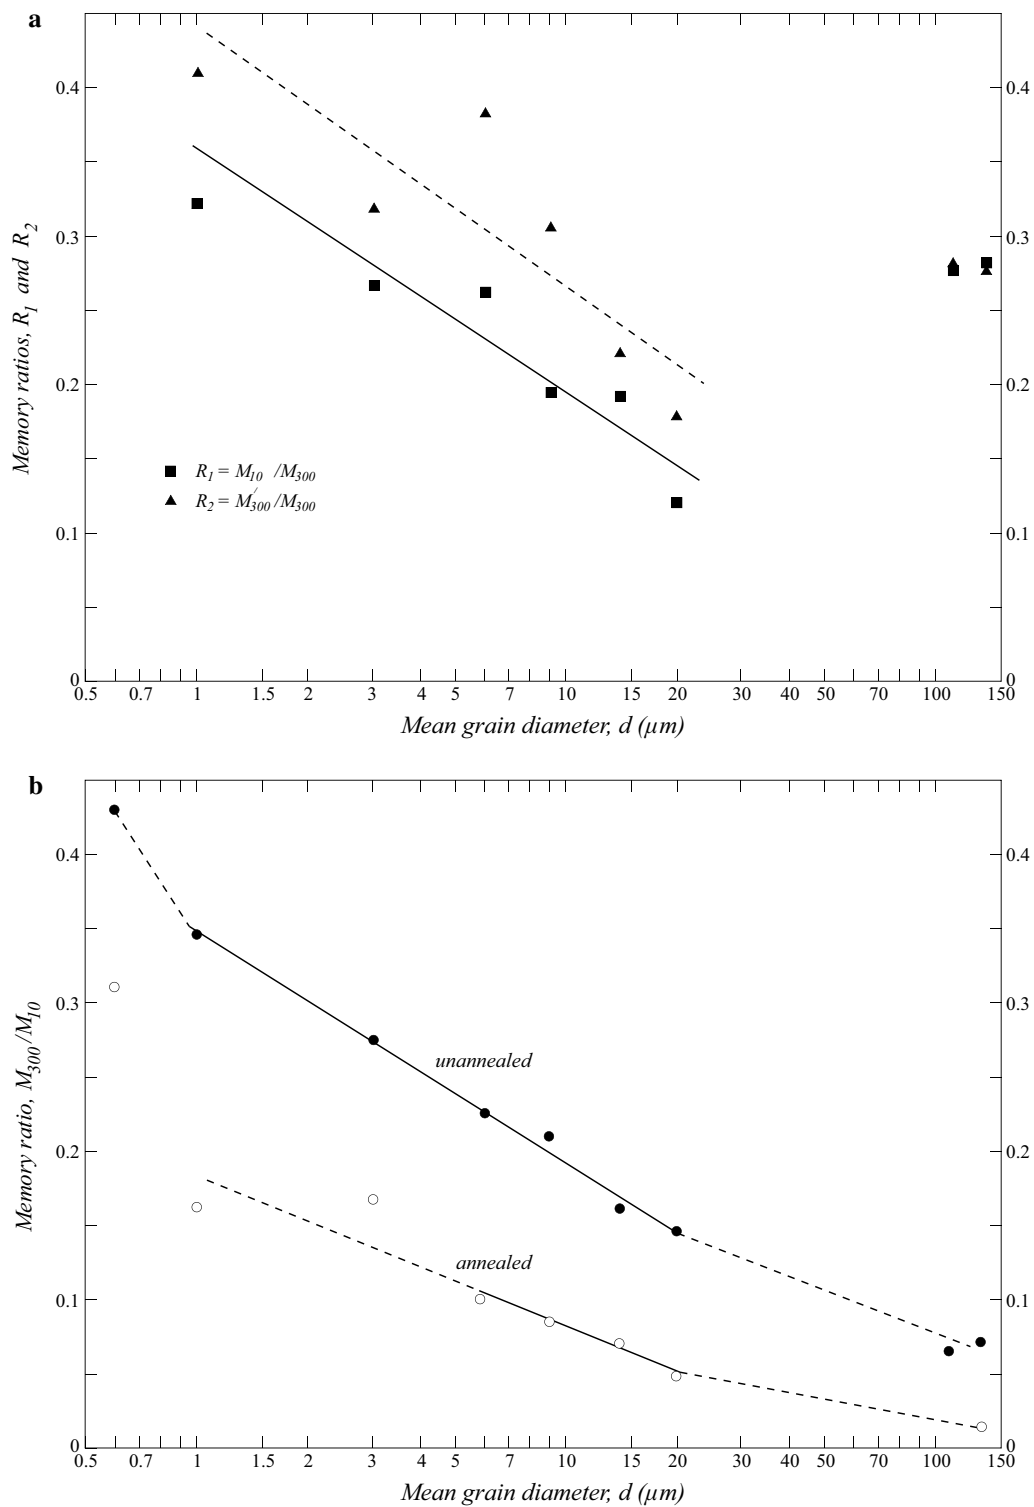 a
0.4
0.4
0.3
0.3
0.2
0.2
0.1
0.1
0
0
Memory ratios, R1 and R2
R1 = M10 /M300
R2 = M′300 /M300
0.5 0.7 1 1.5 2 3 4 5 7 10 15 20 30 40 50 70 100 150
Mean grain diameter, d (μm)
b
0.4
0.4
0.3
0.3
0.2
0.2
0.1
0.1
0
0
Memory ratio, M300/M10
unannealed
annealed
0.5 0.7 1 1.5 2 3 4 5 7 10 15 20 30 40 50 70 100 150
Mean grain diameter, d (μm)